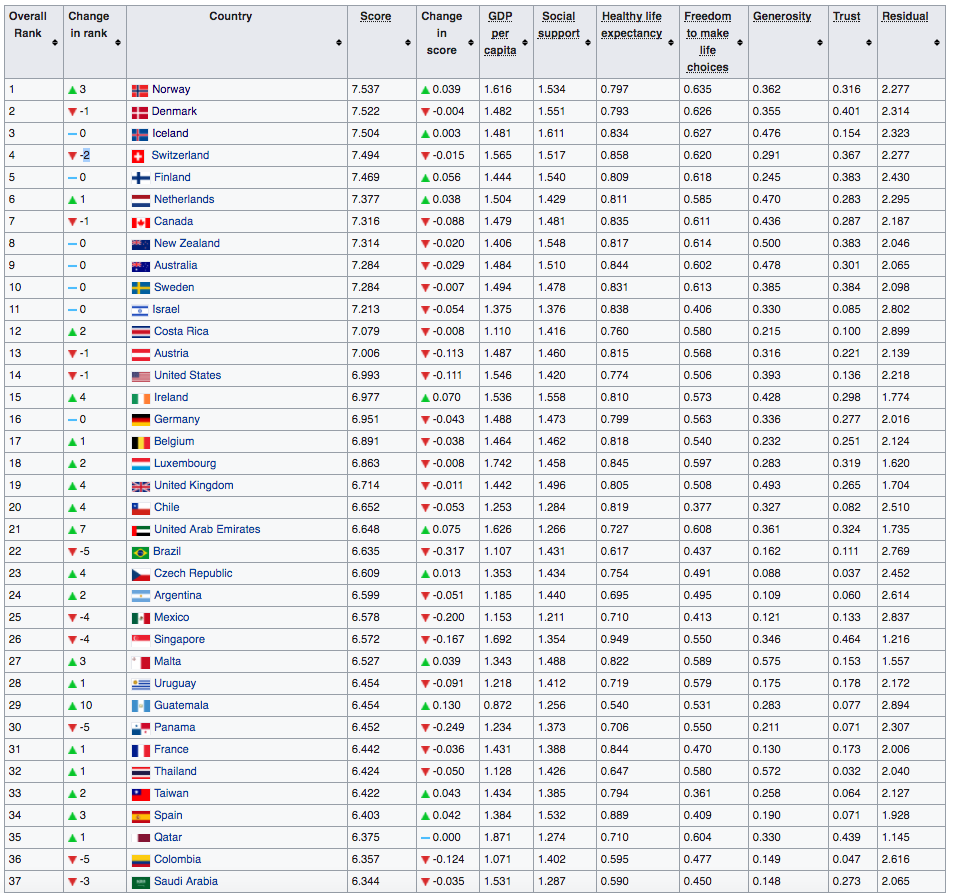 Overall Rank Change in rank Country Score Change in score GDP per capita Social support Healthy life expectancy Freedom to make life choices Generosity Trust Residual
1 ▲ 3 Norway 7.537 ▲ 0.039 1.616 1.534 0.797 0.635 0.362 0.316 2.277
2 ▼ -1 Denmark 7.522 ▼ -0.004 1.482 1.551 0.793 0.626 0.355 0.401 2.314
3 — 0 Iceland 7.504 ▲ 0.003 1.481 1.611 0.834 0.627 0.476 0.154 2.323
4 ▼ -2 Switzerland 7.494 ▼ -0.015 1.565 1.517 0.858 0.620 0.291 0.367 2.277
5 — 0 Finland 7.469 ▲ 0.056 1.444 1.540 0.809 0.618 0.245 0.383 2.430
6 ▲ 1 Netherlands 7.377 ▲ 0.038 1.504 1.429 0.811 0.585 0.470 0.283 2.295
7 ▼ -1 Canada 7.316 ▼ -0.088 1.479 1.481 0.835 0.611 0.436 0.287 2.187
8 — 0 New Zealand 7.314 ▼ -0.020 1.406 1.548 0.817 0.614 0.500 0.383 2.046
9 — 0 Australia 7.284 ▼ -0.029 1.484 1.510 0.844 0.602 0.478 0.301 2.065
10 — 0 Sweden 7.284 ▼ -0.007 1.494 1.478 0.831 0.613 0.385 0.384 2.098
11 — 0 Israel 7.213 ▼ -0.054 1.375 1.376 0.838 0.406 0.330 0.085 2.802
12 ▲ 2 Costa Rica 7.079 ▼ -0.008 1.110 1.416 0.760 0.580 0.215 0.100 2.899
13 ▼ -1 Austria 7.006 ▼ -0.113 1.487 1.460 0.815 0.568 0.316 0.221 2.139
14 ▼ -1 United States 6.993 ▼ -0.111 1.546 1.420 0.774 0.506 0.393 0.136 2.218
15 ▲ 4 Ireland 6.977 ▲ 0.070 1.536 1.558 0.810 0.573 0.428 0.298 1.774
16 — 0 Germany 6.951 ▼ -0.043 1.488 1.473 0.799 0.563 0.336 0.277 2.016
17 ▲ 1 Belgium 6.891 ▼ -0.038 1.464 1.462 0.818 0.540 0.232 0.251 2.124
18 ▲ 2 Luxembourg 6.863 ▼ -0.008 1.742 1.458 0.845 0.597 0.283 0.319 1.620
19 ▲ 4 United Kingdom 6.714 ▼ -0.011 1.442 1.496 0.805 0.508 0.493 0.265 1.704
20 ▲ 4 Chile 6.652 ▼ -0.053 1.253 1.284 0.819 0.377 0.327 0.082 2.510
21 ▲ 7 United Arab Emirates 6.648 ▲ 0.075 1.626 1.266 0.727 0.608 0.361 0.324 1.735
22 ▼ -5 Brazil 6.635 ▼ -0.317 1.107 1.431 0.617 0.437 0.162 0.111 2.769
23 ▲ 4 Czech Republic 6.609 ▲ 0.013 1.353 1.434 0.754 0.491 0.088 0.037 2.452
24 ▲ 2 Argentina 6.599 ▼ -0.051 1.185 1.440 0.695 0.495 0.109 0.060 2.614
25 ▼ -4 Mexico 6.578 ▼ -0.200 1.153 1.211 0.710 0.413 0.121 0.133 2.837
26 ▼ -4 Singapore 6.572 ▼ -0.167 1.692 1.354 0.949 0.550 0.346 0.464 1.216
27 ▲ 3 Malta 6.527 ▲ 0.039 1.343 1.488 0.822 0.589 0.575 0.153 1.557
28 ▲ 1 Uruguay 6.454 ▼ -0.091 1.218 1.412 0.719 0.579 0.175 0.178 2.172
29 ▲ 10 Guatemala 6.454 ▲ 0.130 0.872 1.256 0.540 0.531 0.283 0.077 2.894
30 ▼ -5 Panama 6.452 ▼ -0.249 1.234 1.373 0.706 0.550 0.211 0.071 2.307
31 ▲ 1 France 6.442 ▼ -0.036 1.431 1.388 0.844 0.470 0.130 0.173 2.006
32 ▲ 1 Thailand 6.424 ▼ -0.050 1.128 1.426 0.647 0.580 0.572 0.032 2.040
33 ▲ 2 Taiwan 6.422 ▲ 0.043 1.434 1.385 0.794 0.361 0.258 0.064 2.127
34 ▲ 3 Spain 6.403 ▲ 0.042 1.384 1.532 0.889 0.409 0.190 0.071 1.928
35 ▲ 1 Qatar 6.375 — 0.000 1.871 1.274 0.710 0.604 0.330 0.439 1.145
36 ▼ -5 Colombia 6.357 ▼ -0.124 1.071 1.402 0.595 0.477 0.149 0.047 2.616
37 ▼ -3 Saudi Arabia 6.344 ▼ -0.035 1.531 1.287 0.590 0.450 0.148 0.273 2.065